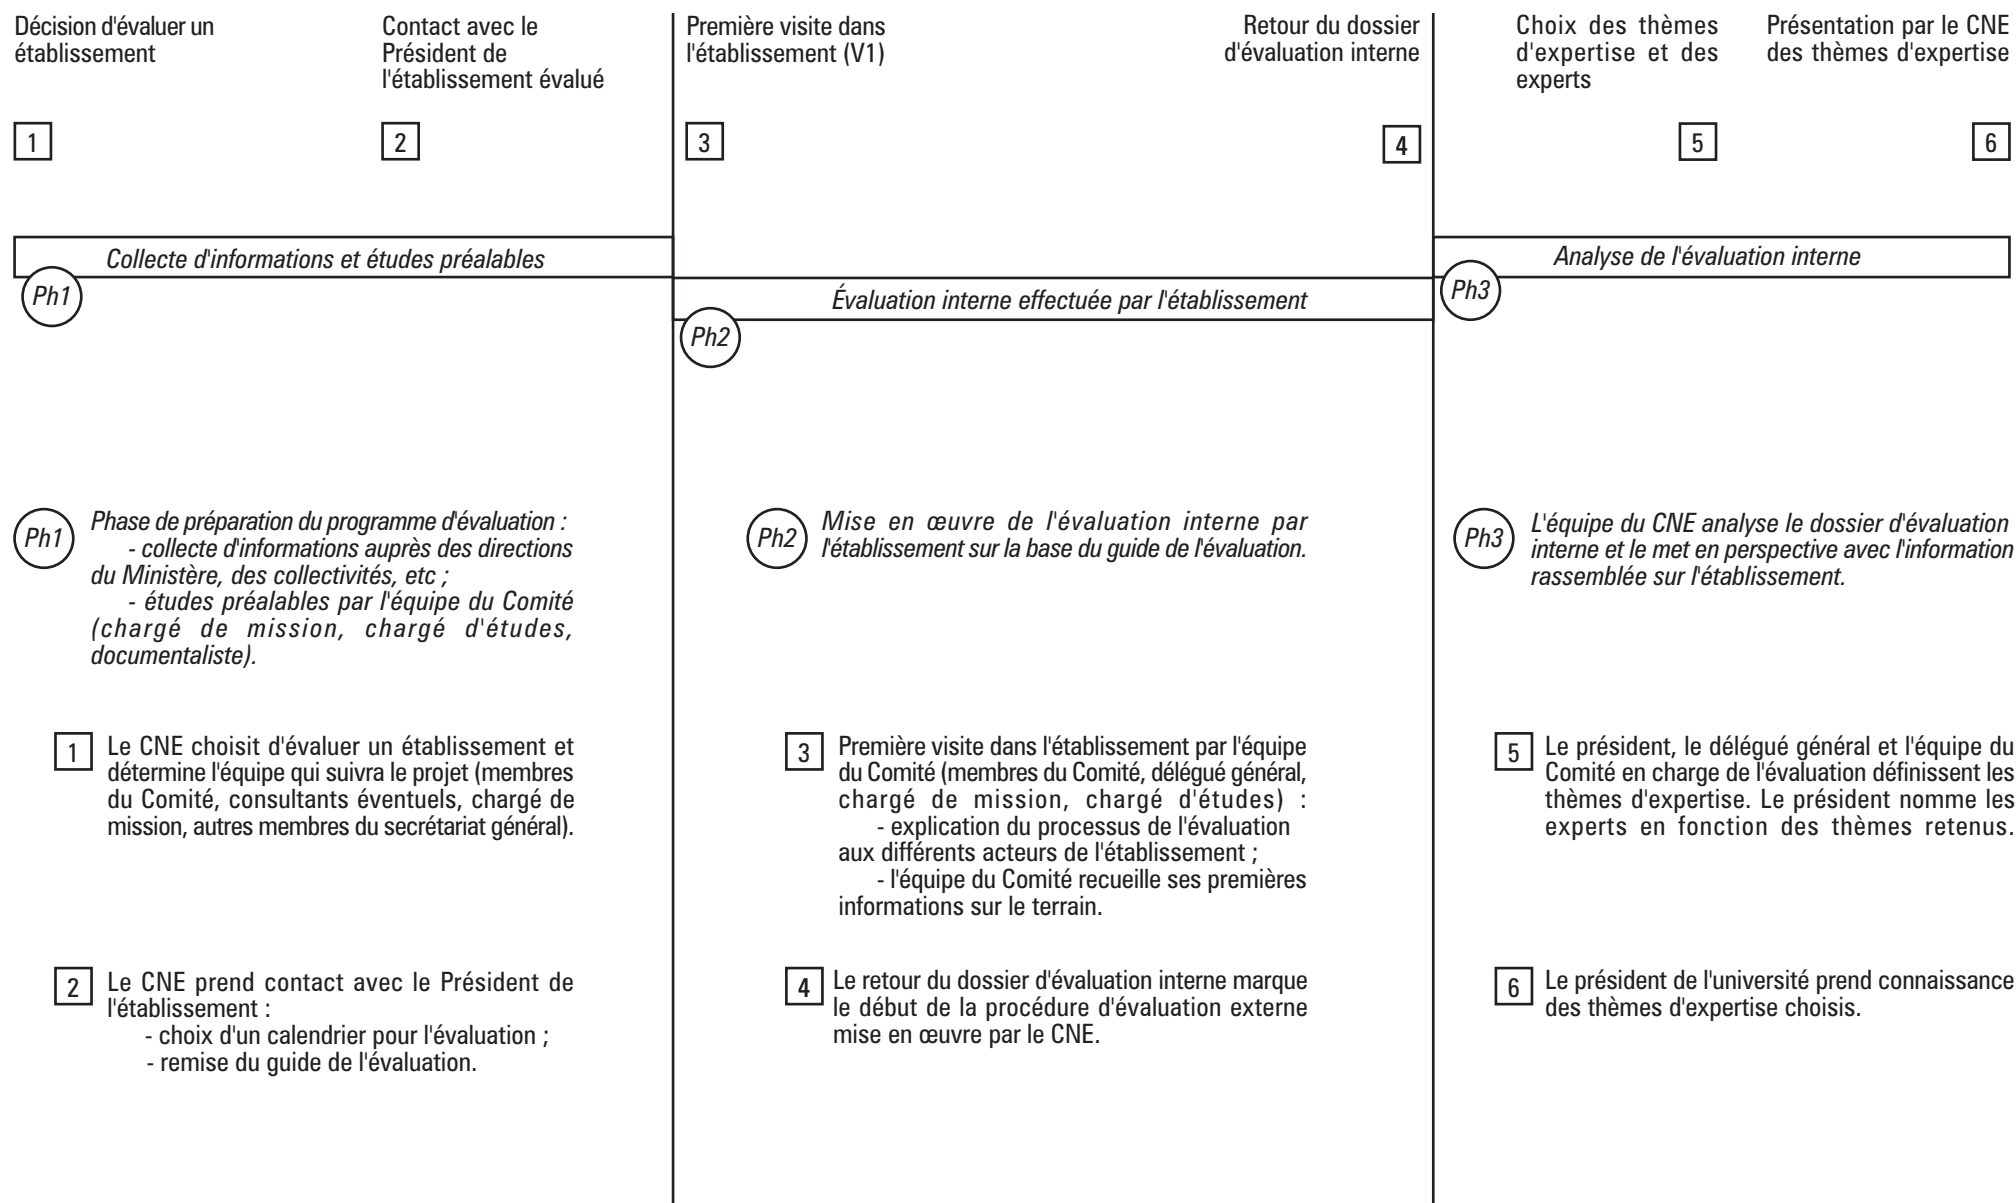 Décision d'évaluer un
établissement
Contact avec le
Président de
l'établissement évalué
Première visite dans
l'établissement (V1)
Retour du dossier
d'évaluation interne
Choix des thèmes
d'expertise et des
experts
Présentation par le CNE
des thèmes d'expertise
1
2
3
4
5
6
Collecte d'informations et études préalables
Ph1
Évaluation interne effectuée par l'établissement
Ph2
Analyse de l'évaluation interne
Ph3
Ph1
Phase de préparation du programme d'évaluation :
- collecte d'informations auprès des directions
du Ministère, des collectivités, etc ;
- études préalables par l'équipe du Comité
(chargé de mission, chargé d'études,
documentaliste).
1
Le CNE choisit d'évaluer un établissement et
détermine l'équipe qui suivra le projet (membres
du Comité, consultants éventuels, chargé de
mission, autres membres du secrétariat général).
2
Le CNE prend contact avec le Président de
l'établissement :
- choix d'un calendrier pour l'évaluation ;
- remise du guide de l'évaluation.
Ph2
Mise en œuvre de l'évaluation interne par
l'établissement sur la base du guide de l'évaluation.
3
Première visite dans l'établissement par l'équipe
du Comité (membres du Comité, délégué général,
chargé de mission, chargé d'études) :
- explication du processus de l'évaluation
aux différents acteurs de l'établissement ;
- l'équipe du Comité recueille ses premières
informations sur le terrain.
4
Le retour du dossier d'évaluation interne marque
le début de la procédure d'évaluation externe
mise en œuvre par le CNE.
Ph3
L'équipe du CNE analyse le dossier d'évaluation
interne et le met en perspective avec l'information
rassemblée sur l'établissement.
5
Le président, le délégué général et l'équipe du
Comité en charge de l'évaluation définissent les
thèmes d'expertise. Le président nomme les
experts en fonction des thèmes retenus.
6
Le président de l'université prend connaissance
des thèmes d'expertise choisis.